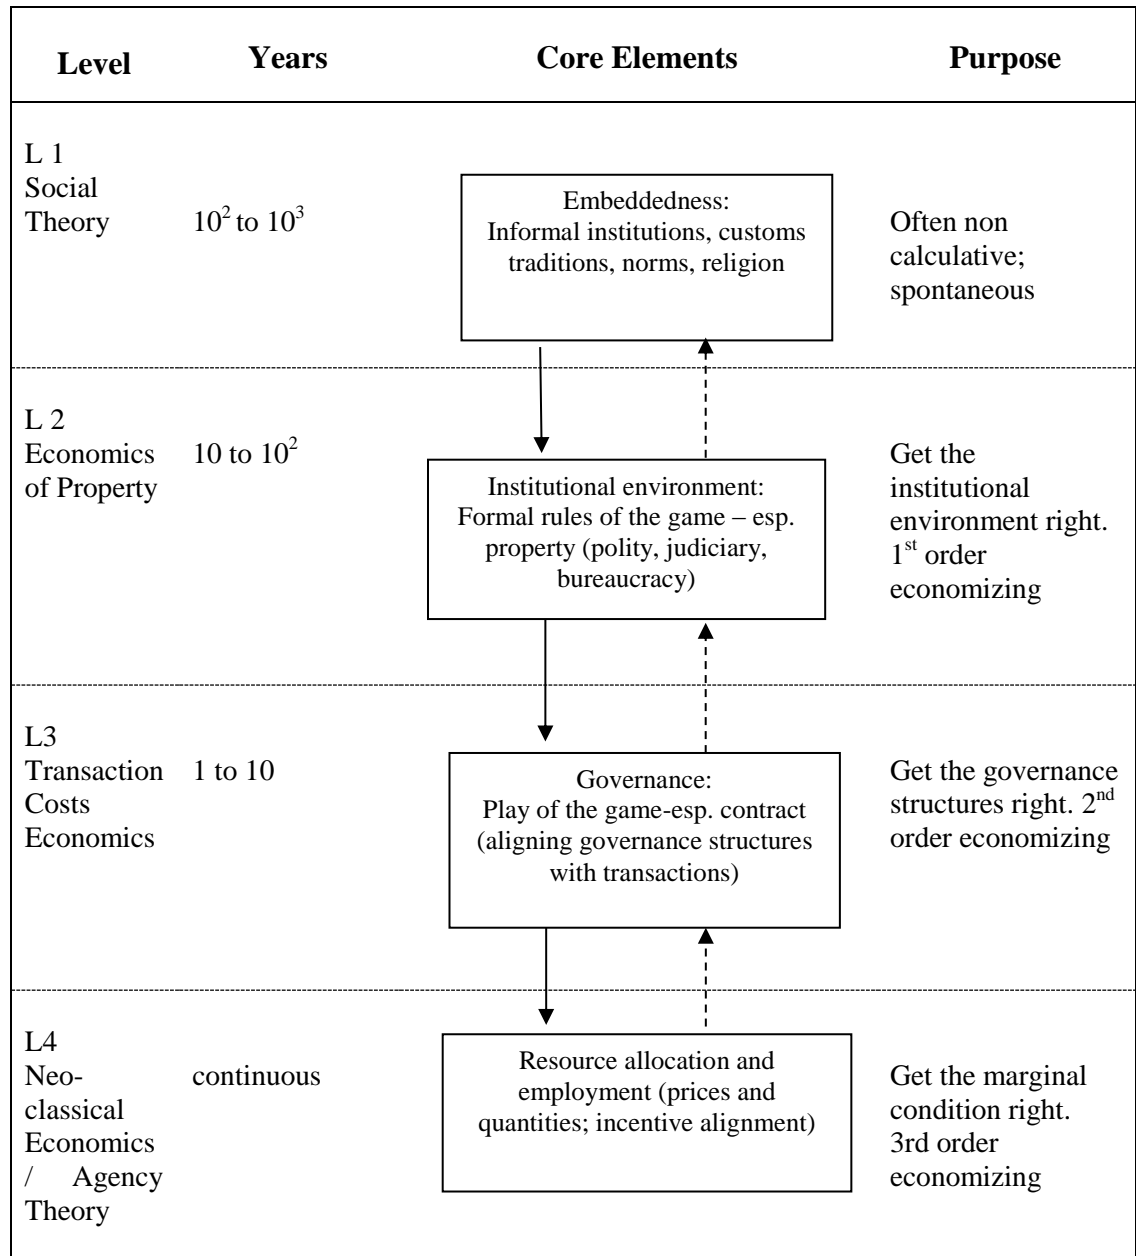 Level Years Core Elements Purpose
L 1
Social
Theory
10² to 10³
Embeddedness:
Informal institutions, customs
traditions, norms, religion
Often non
calculative;
spontaneous
L 2
Economics
of Property
10 to 10²
Institutional environment:
Formal rules of the game – esp.
property (polity, judiciary,
bureaucracy)
Get the
institutional
environment right.
1st order
economizing
L3
Transaction
Costs
Economics
1 to 10
Governance:
Play of the game-esp. contract
(aligning governance structures
with transactions)
Get the governance
structures right. 2nd
order economizing
L4
Neo-
classical
Economics
/ Agency
Theory
continuous
Resource allocation and
employment (prices and
quantities; incentive alignment)
Get the marginal
condition right.
3rd order
economizing